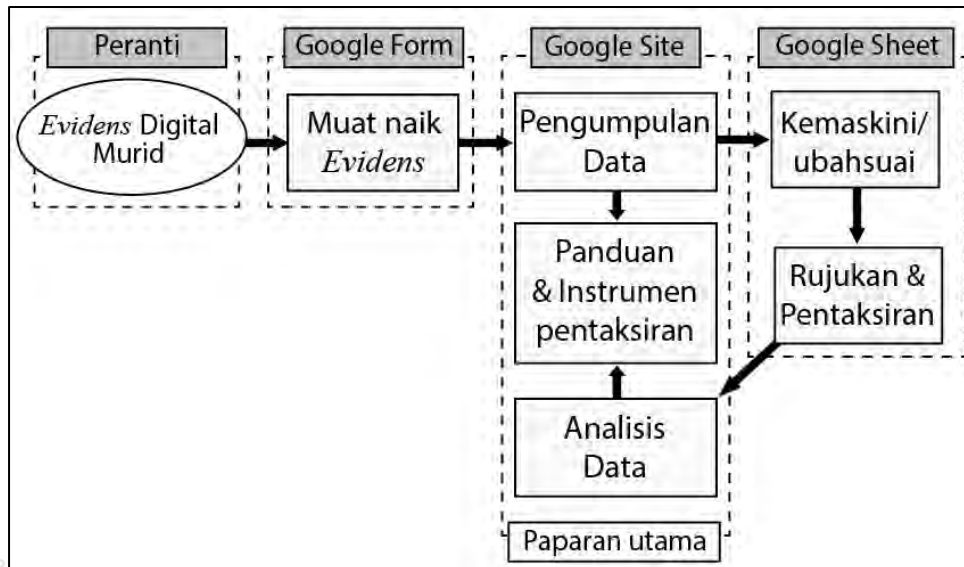 Peranti
Evidens Digital
Murid
Google Form
Muat naik
Evidens
Google Site
Pengumpulan
Data
Panduan
& Instrumen
pentaksiran
Analisis
Data
Paparan utama
Google Sheet
Kemaskini/
ubahsuai
Rujukan &
Pentaksiran